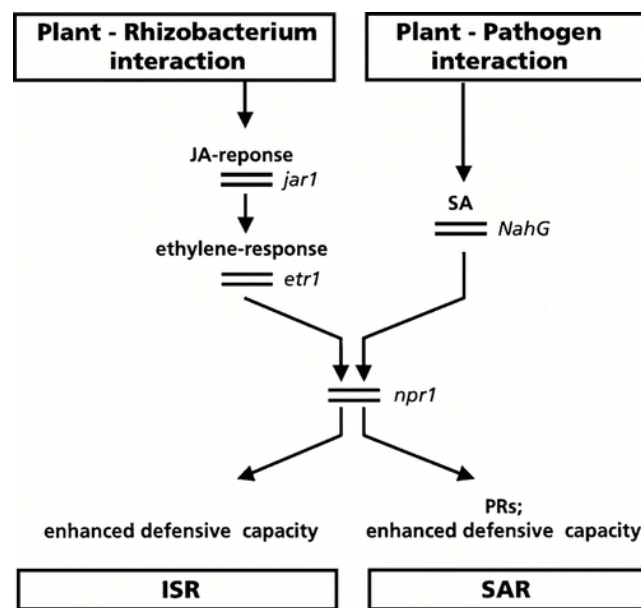 Plant - Rhizobacterium
interaction
Plant - Pathogen
interaction
JA-reponse
jar1
SA
NahG
ethylene-response
etr1
npr1
enhanced defensive capacity
PRs;
enhanced defensive capacity
ISR
SAR